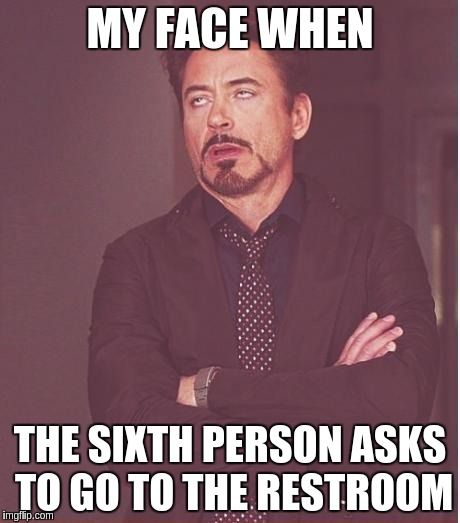 MY FACE WHEN
THE SIXTH PERSON ASKS
TO GO TO THE RESTROOM
imgflip.com